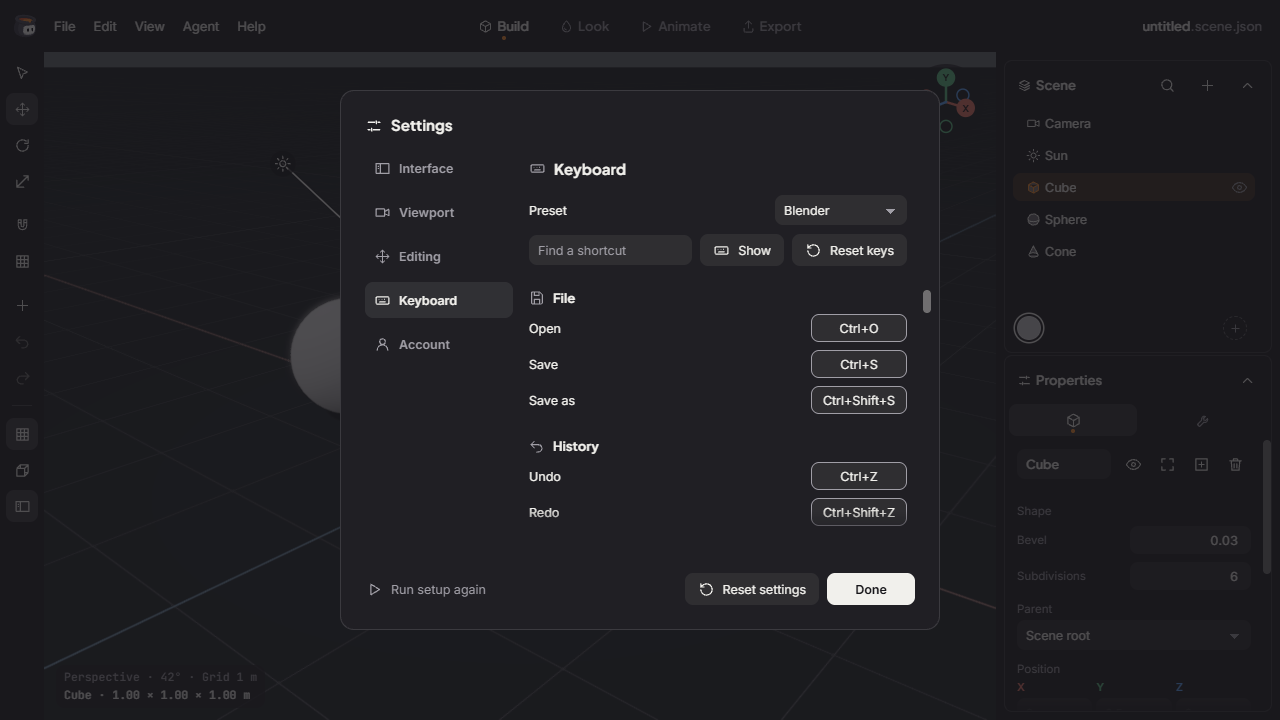 File Edit View Agent Help
Build Look Animate Export
untitled.scene.json
Y
X
Scene
Camera
Sun
Cube
Sphere
Cone
Settings
Interface
Viewport
Editing
Keyboard
Account
Keyboard
Preset Blender
Find a shortcut Show Reset keys
File
Open Ctrl+O
Save Ctrl+S
Save as Ctrl+Shift+S
History
Undo Ctrl+Z
Redo Ctrl+Shift+Z
Run setup again Reset settings Done
Properties
Cube
Shape
Bevel 0.03
Subdivisions 6
Parent
Scene root
Position
X Y Z
Perspective · 42° · Grid 1 m
Cube · 1.00 × 1.00 × 1.00 m